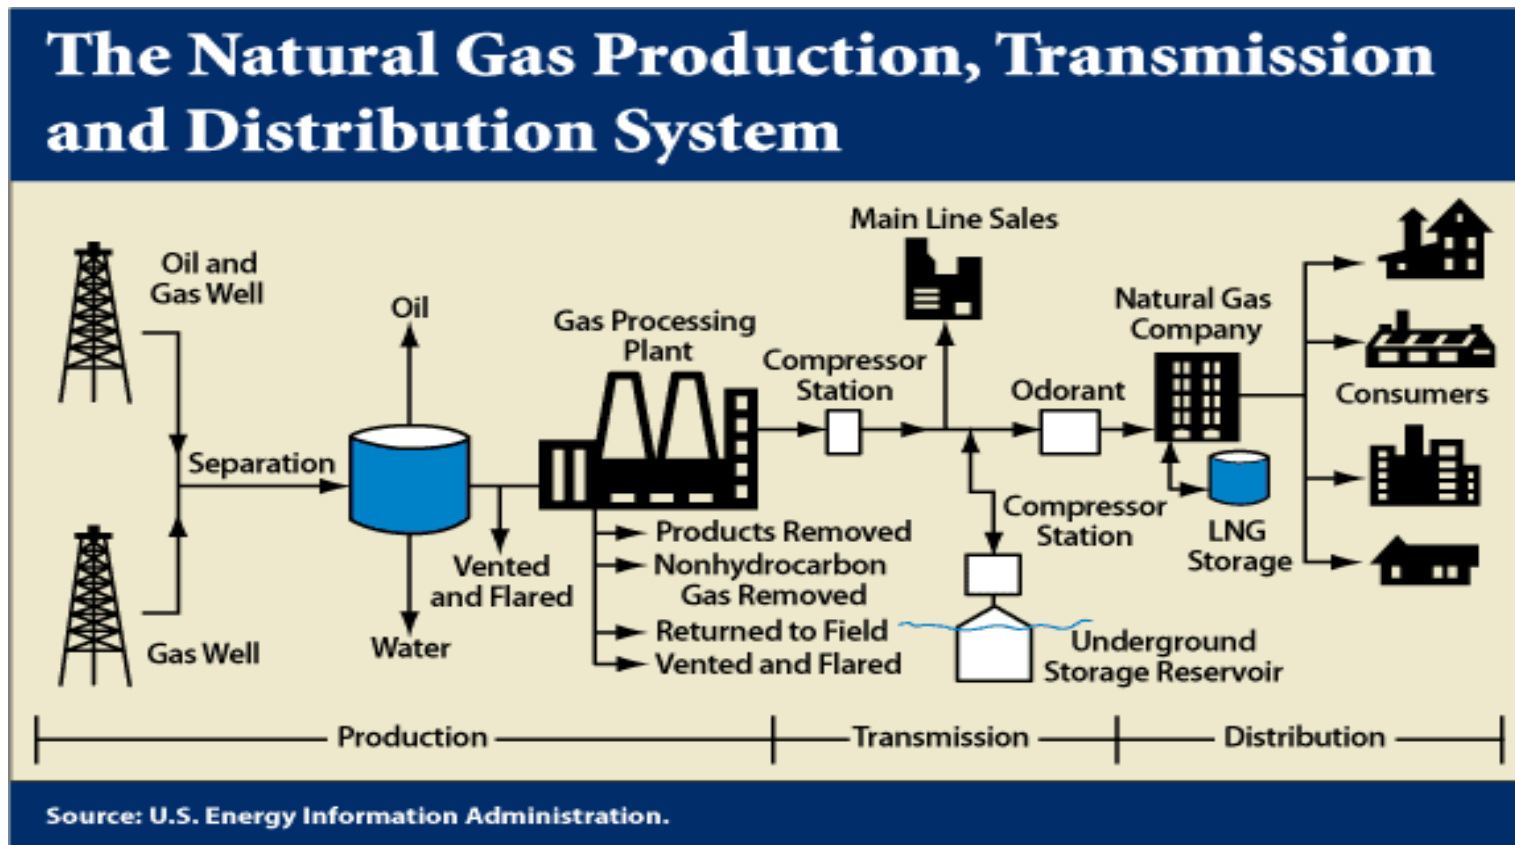 The Natural Gas Production, Transmission
and Distribution System
Oil and
Gas Well
Gas Well
Separation
Oil
Water
Vented
and Flared
Gas Processing
Plant
Products Removed
Nonhydrocarbon
Gas Removed
Returned to Field
Vented and Flared
Compressor
Station
Main Line Sales
Compressor
Station
Underground
Storage Reservoir
Odorant
Natural Gas
Company
LNG
Storage
Consumers
Production
Transmission
Distribution
Source: U.S. Energy Information Administration.